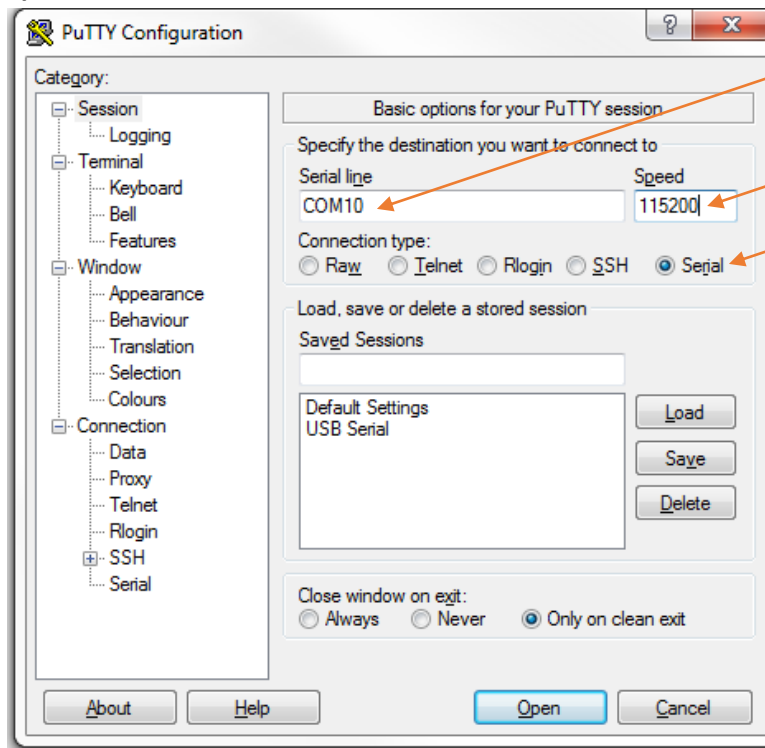 PuTTY Configuration
Category:
Session
Logging
Terminal
Keyboard
Bell
Features
Window
Appearance
Behaviour
Translation
Selection
Colours
Connection
Data
Proxy
Telnet
Rlogin
SSH
Serial
Basic options for your PuTTY session
Specify the destination you want to connect to
Serial line Speed
COM10 115200
Connection type:
Raw Telnet Rlogin SSH Serial
Load, save or delete a stored session
Saved Sessions
Default Settings
USB Serial
Load
Save
Delete
Close window on exit:
Always Never Only on clean exit
About Help Open Cancel